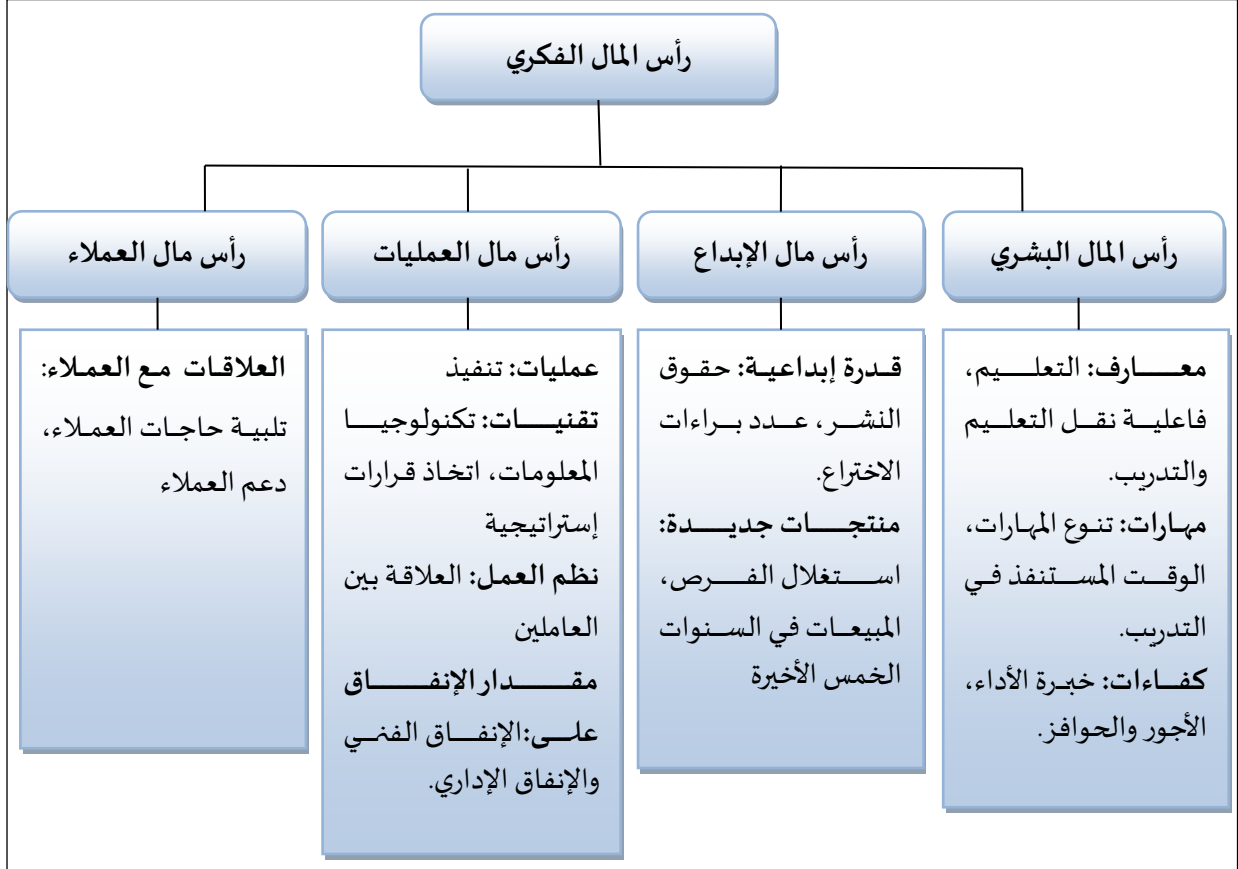 رأس المال الفكري
رأس المال البشري
رأس مال الإبداع
رأس مال العمليات
رأس مال العملاء
معارف: التعليم،
فاعلية نقل التعليم
والتدريب.
مهارات: تنوع المهارات،
الوقت المستنفذ في
التدريب.
كفاءات: خبرة الأداء،
الأجور والحوافز.
قدرة إبداعية: حقوق
النشر، عدد براءات
الاختراع.
منتجات جديدة:
استغلال الفرص،
المبيعات في السنوات
الخمس الأخيرة
عمليات: تنفيذ
تقنيات: تكنولوجيا
المعلومات، اتخاذ قرارات
إستراتيجية
نظم العمل: العلاقة بين
العاملين
مقدار الإنفاق
على:الإنفاق الفني
والإنفاق الإداري.
العلاقات مع العملاء:
تلبية حاجات العملاء،
دعم العملاء